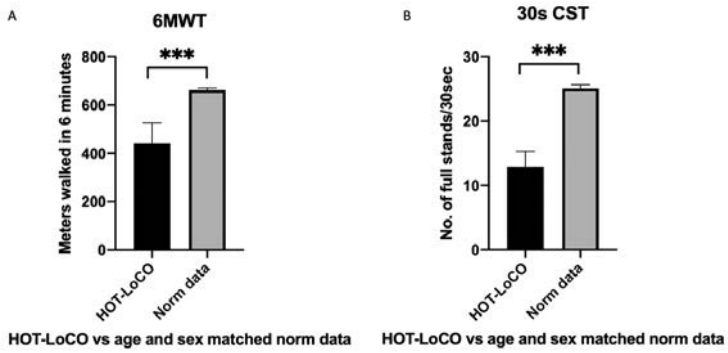 A
6MWT
***
800
600
400
200
0
Meters walked in 6 minutes
HOT-LoCO
Norm data
HOT-LoCO vs age and sex matched norm data
B
30s CST
***
30
20
10
0
No. of full stands/30sec
HOT-LoCO
Norm data
HOT-LoCO vs age and sex matched norm data